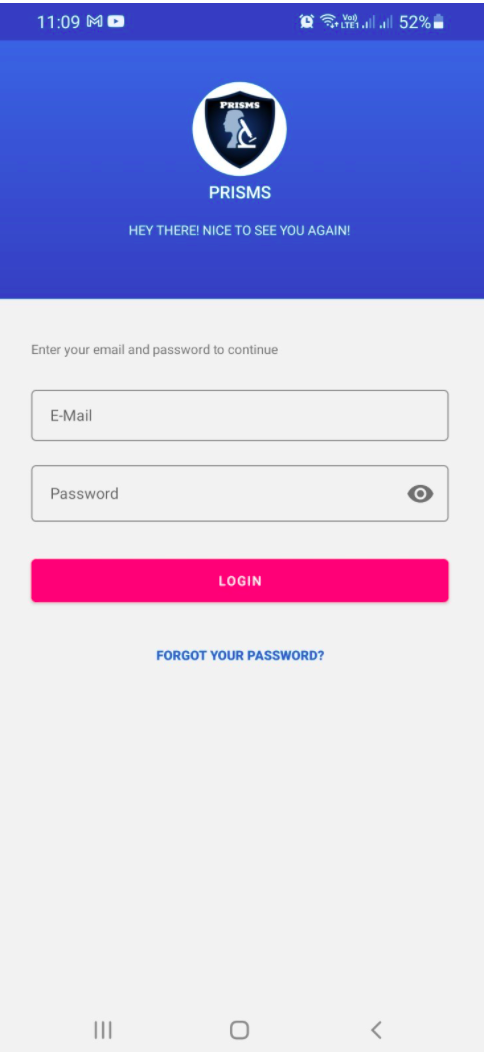 11:09
Vo)) LTE1 52%
PRISMS
PRISMS
HEY THERE! NICE TO SEE YOU AGAIN!
Enter your email and password to continue
E-Mail
Password
LOGIN
FORGOT YOUR PASSWORD?